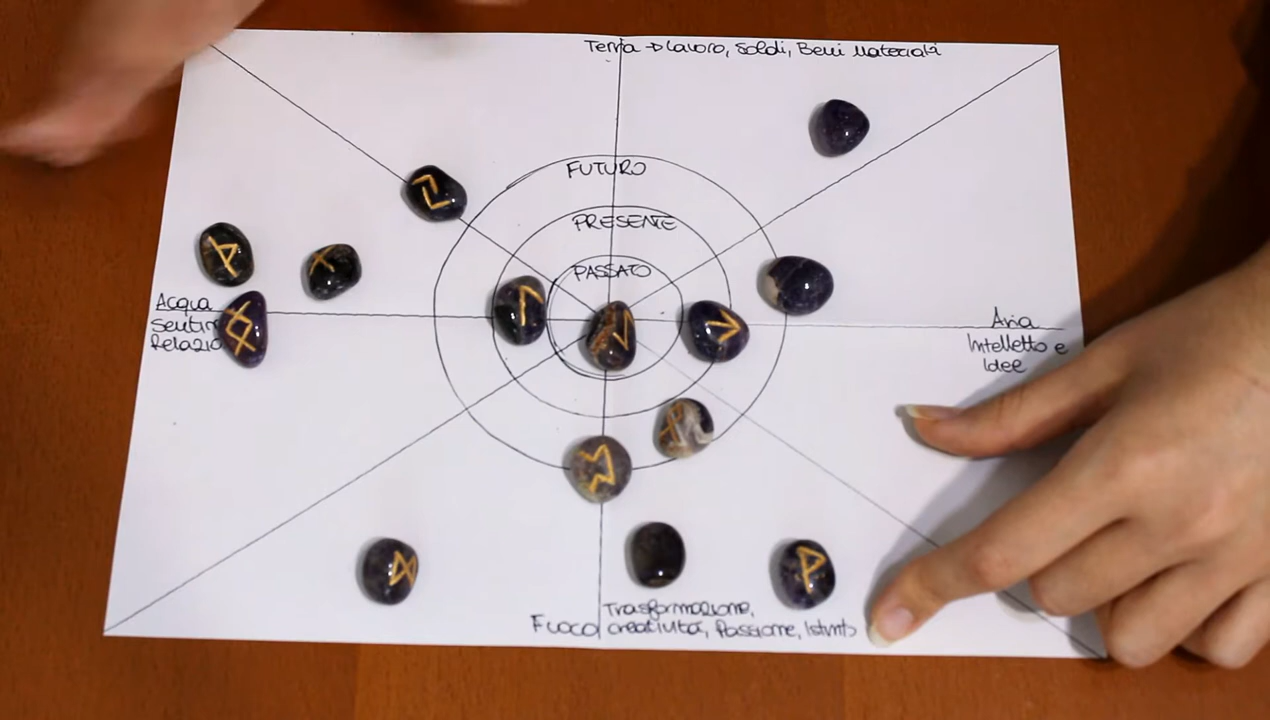 Terra → Lavoro, Soldi, Beni Materiali
FUTURO
PRESENTE
PASSATO
Acqua
Aria
Intelletto e
Idee
Trasformazione,
Fuoco creatività, Passione, Istinto